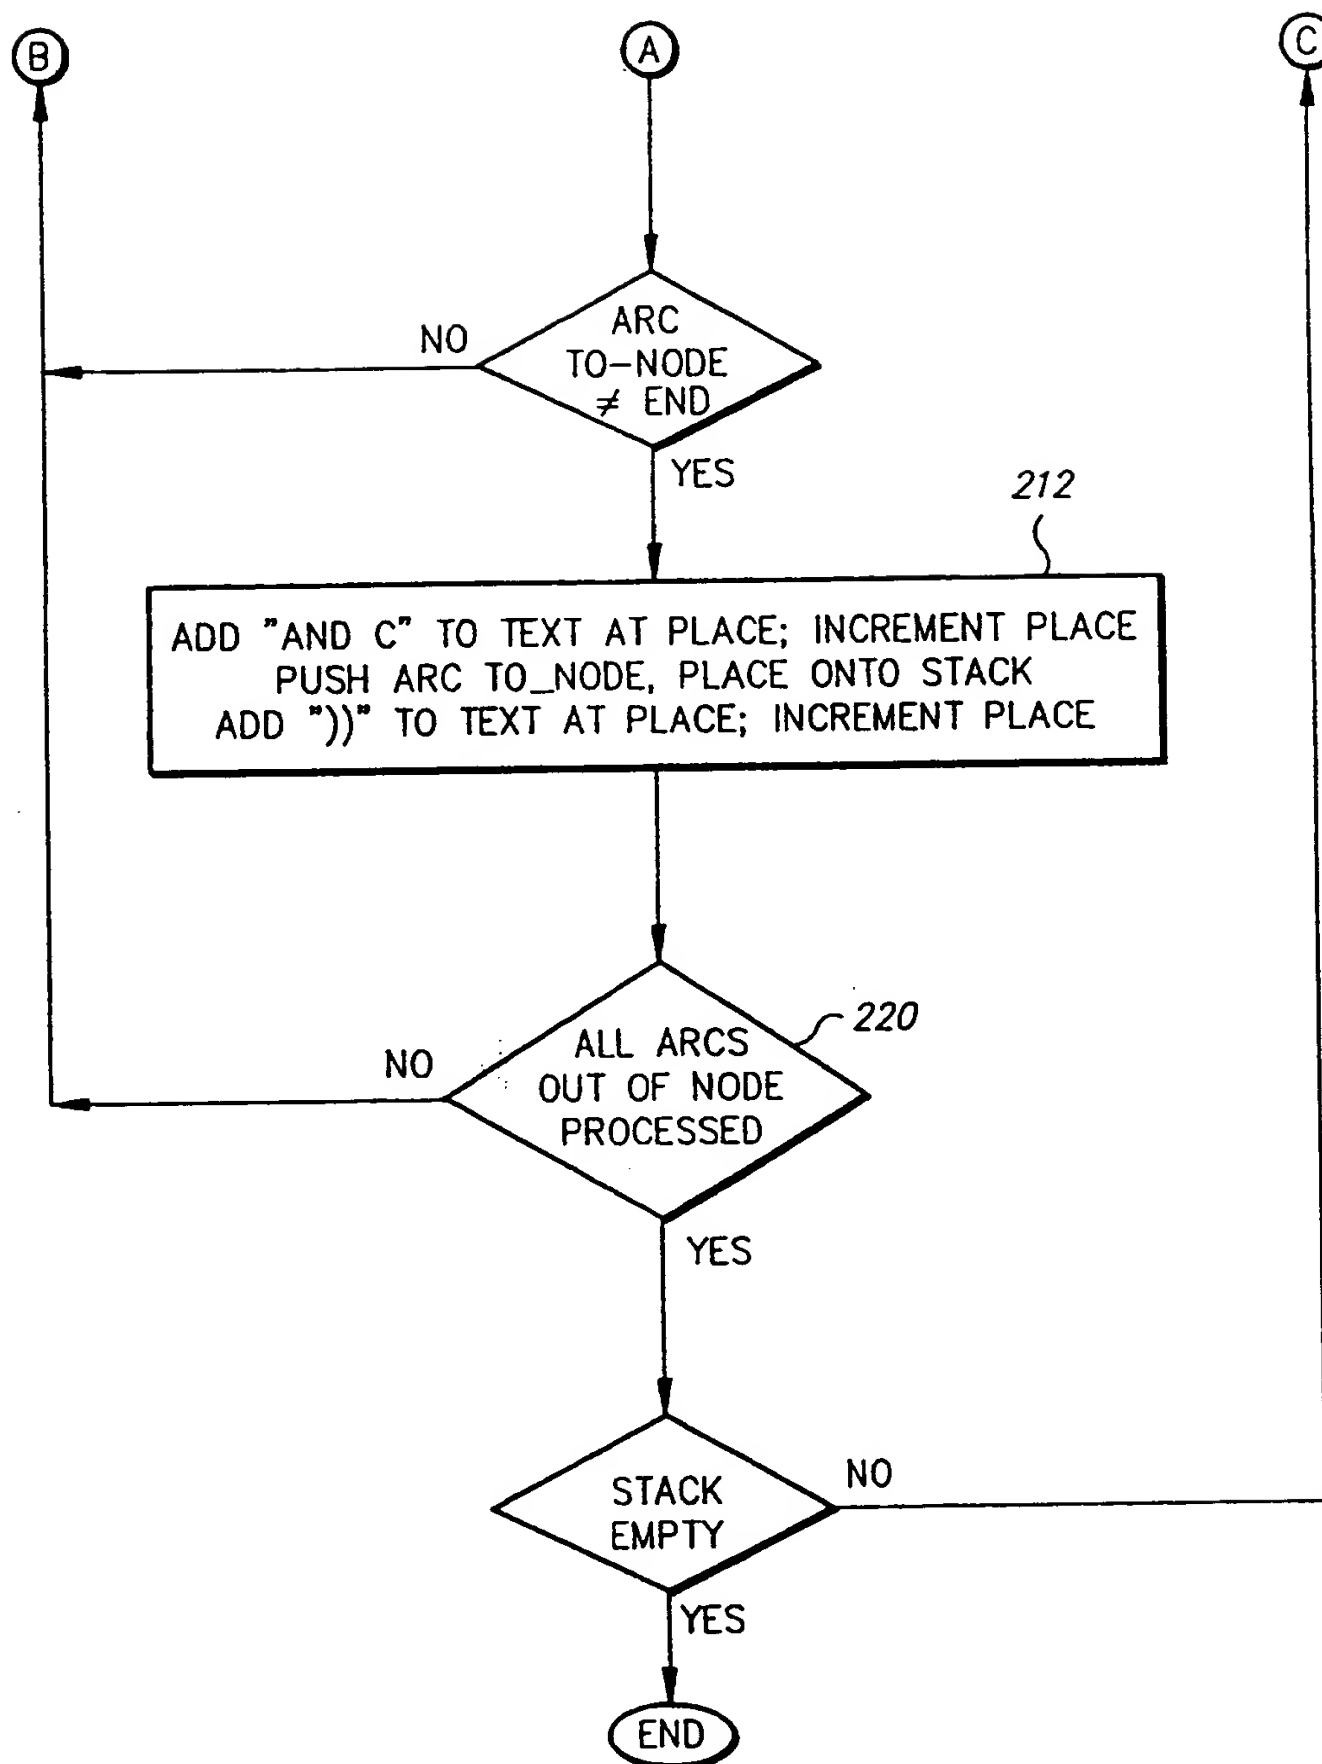 B
A
C
ARC
TO-NODE
≠ END
NO
YES
212
ADD "AND C" TO TEXT AT PLACE; INCREMENT PLACE
PUSH ARC TO_NODE, PLACE ONTO STACK
ADD "))" TO TEXT AT PLACE; INCREMENT PLACE
220
ALL ARCS
OUT OF NODE
PROCESSED
NO
YES
STACK
EMPTY
NO
YES
END